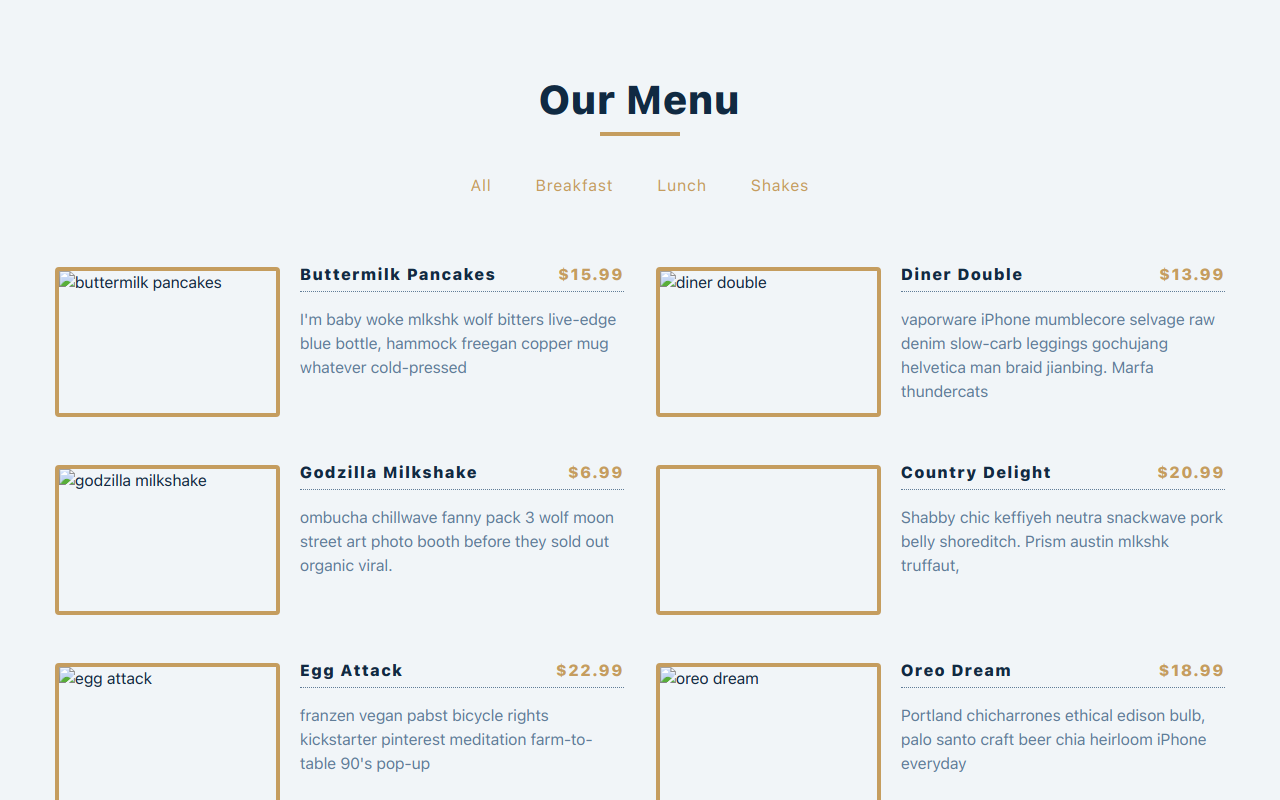 Our Menu
All Breakfast Lunch Shakes
buttermilk pancakes
Buttermilk Pancakes $15.99
I'm baby woke mlkshk wolf bitters live-edge
blue bottle, hammock freegan copper mug
whatever cold-pressed
diner double
Diner Double $13.99
vaporware iPhone mumblecore selvage raw
denim slow-carb leggings gochujang
helvetica man braid jianbing. Marfa
thundercats
godzilla milkshake
Godzilla Milkshake $6.99
ombucha chillwave fanny pack 3 wolf moon
street art photo booth before they sold out
organic viral.
Country Delight $20.99
Shabby chic keffiyeh neutra snackwave pork
belly shoreditch. Prism austin mlkshk
truffaut,
egg attack
Egg Attack $22.99
franzen vegan pabst bicycle rights
kickstarter pinterest meditation farm-to-
table 90's pop-up
oreo dream
Oreo Dream $18.99
Portland chicharrones ethical edison bulb,
palo santo craft beer chia heirloom iPhone
everyday